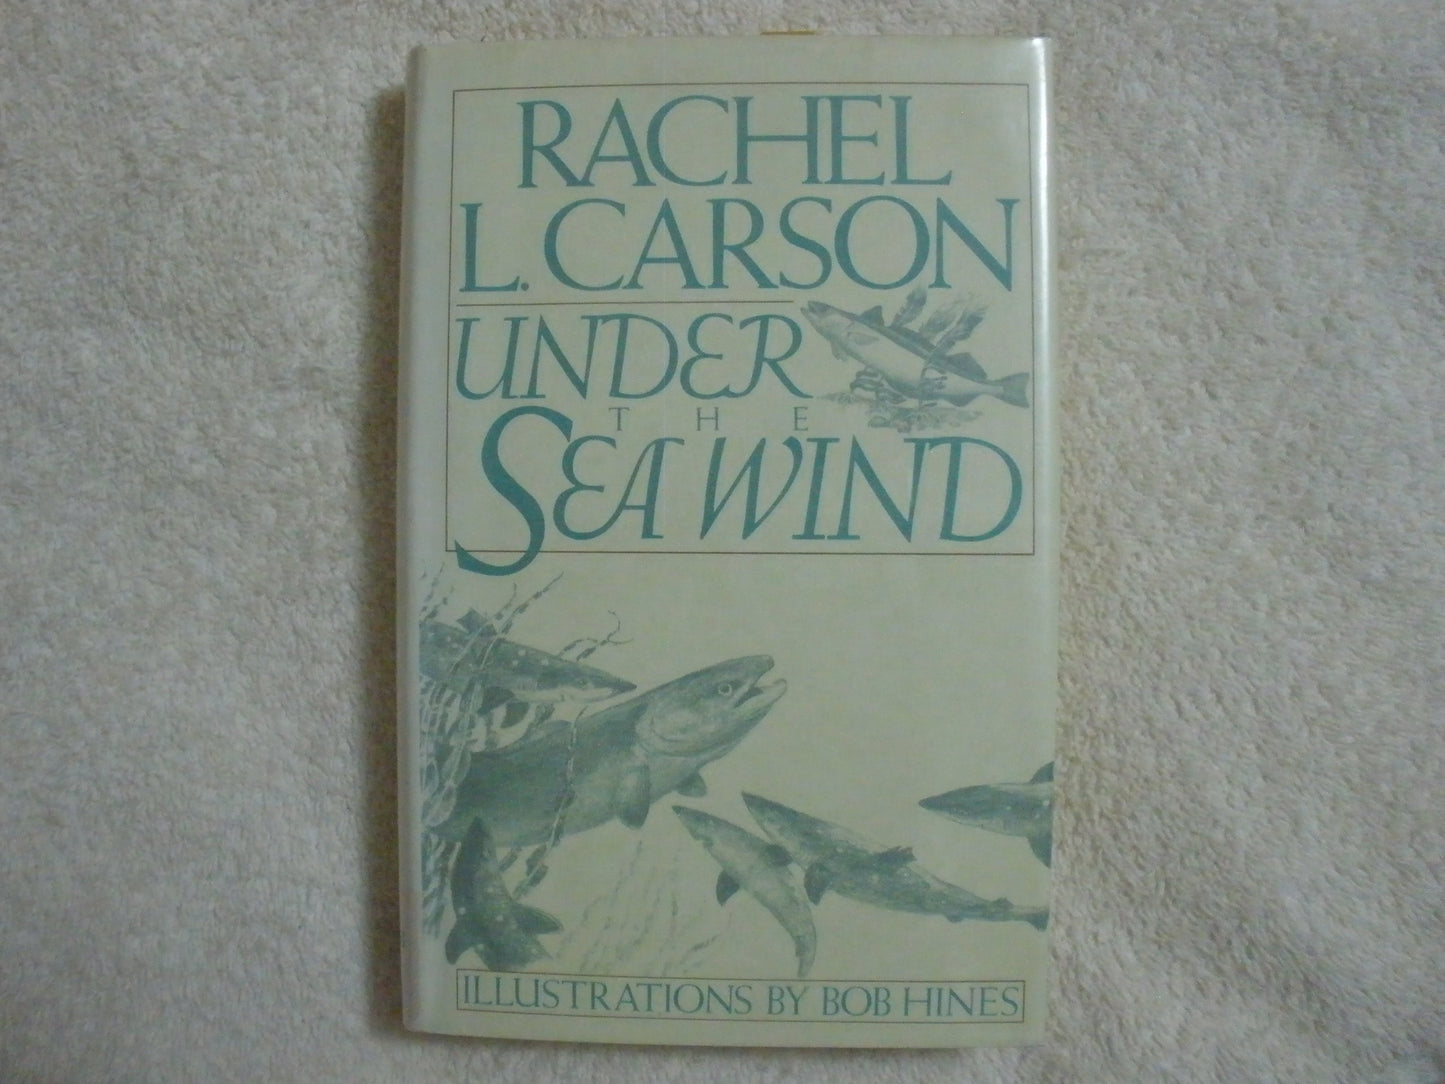 RACHEL
L. CARSON
UNDER
THE
SEA WIND
ILLUSTRATIONS BY BOB HINES